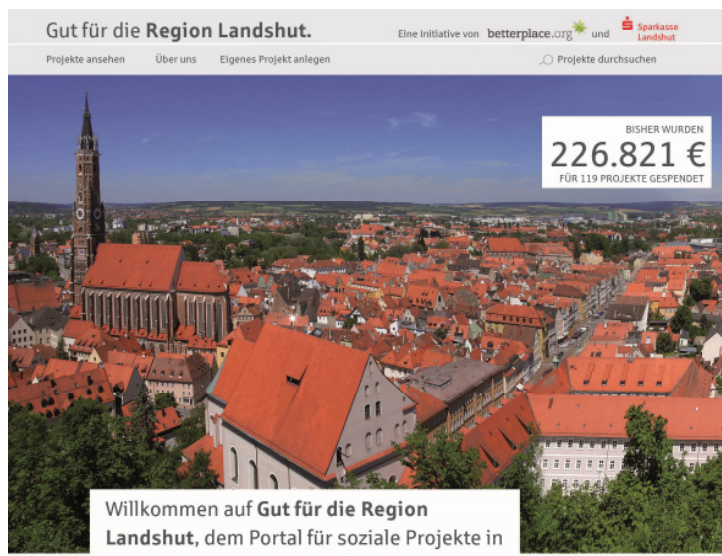 Gut für die Region Landshut.
Eine Initiative von betterplace.org und Sparkasse Landshut
Projekte ansehen Über uns Eigenes Projekt anlegen Projekte durchsuchen
BISHER WURDEN
226.821 €
FÜR 119 PROJEKTE GESPENDET
Willkommen auf Gut für die Region
Landshut, dem Portal für soziale Projekte in